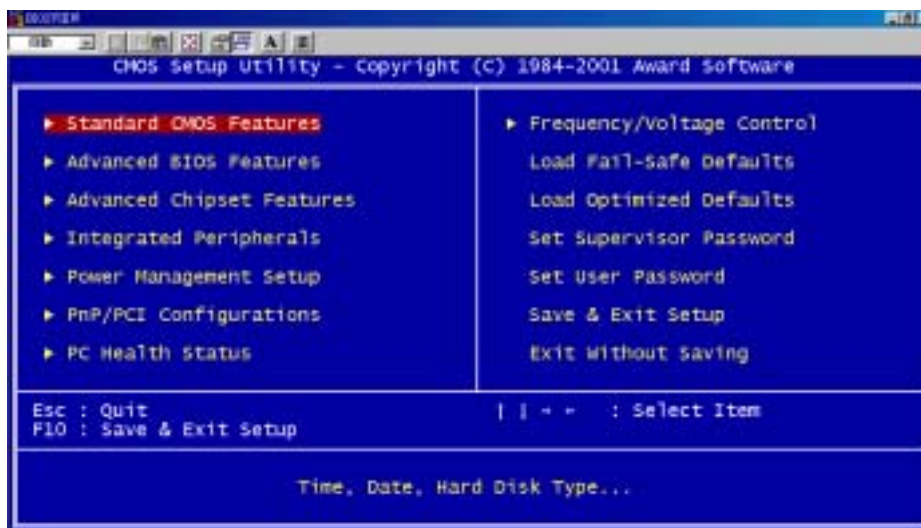 CMOS Setup Utility - Copyright (C) 1984-2001 Award Software
Standard CMOS Features
Advanced BIOS Features
Advanced Chipset Features
Integrated Peripherals
Power Management Setup
PnP/PCI Configurations
PC Health Status
Frequency/Voltage Control
Load Fail-Safe Defaults
Load Optimized Defaults
Set Supervisor Password
Set User Password
Save & Exit Setup
Exit Without Saving
Esc : Quit
F10 : Save & Exit Setup
: Select Item
Time, Date, Hard Disk Type...